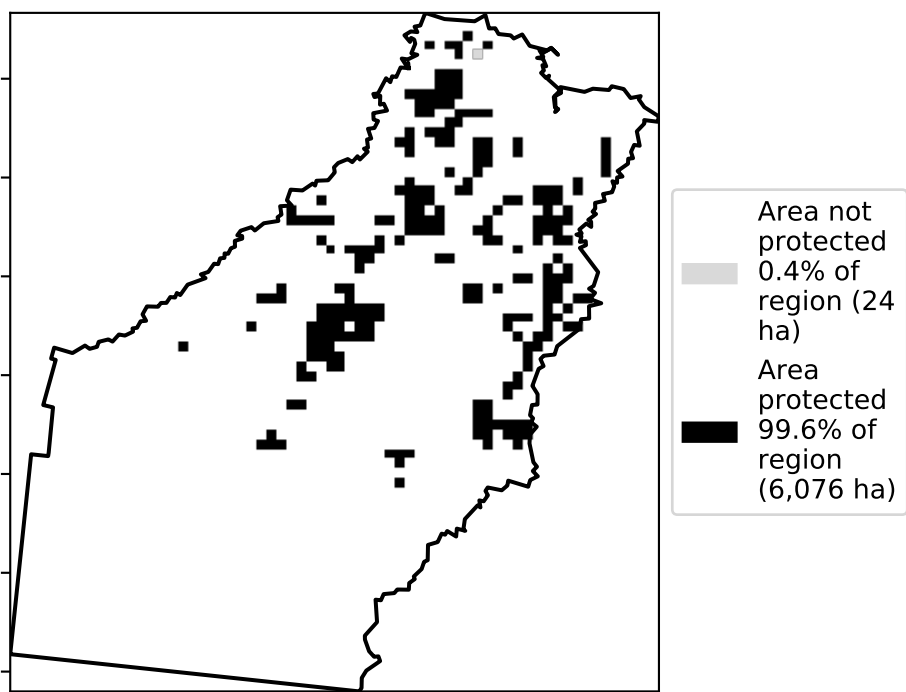 Area not
protected
0.4% of
region (24
ha)
Area
protected
99.6% of
region
(6,076 ha)